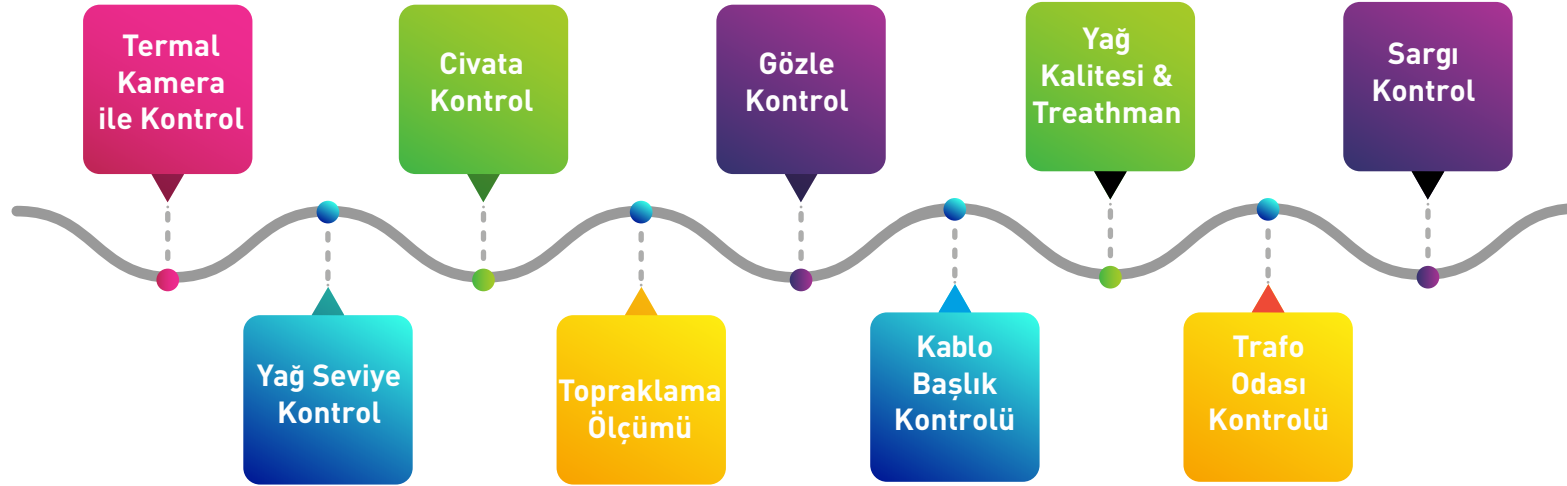 Termal
Kamera
ile Kontrol
Yağ Seviye
Kontrol
Civata
Kontrol
Topraklama
Ölçümü
Gözle
Kontrol
Kablo
Başlık
Kontrolü
Yağ
Kalitesi &
Treathman
Trafo
Odası
Kontrolü
Sargı
Kontrol